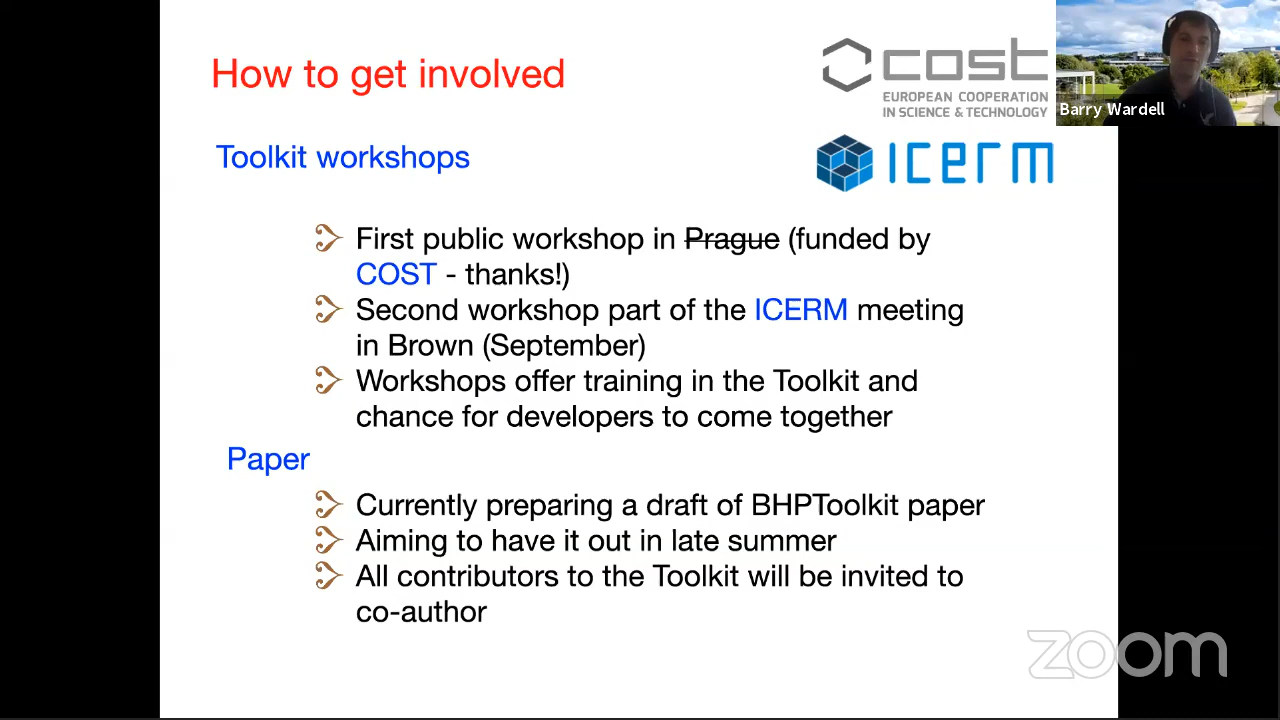 How to get involved
cost
EUROPEAN COOPERATION
IN SCIENCE & TECHNOLOGY
Barry Wardell
Toolkit workshops
icerm
First public workshop in Prague (funded by
COST - thanks!)
Second workshop part of the ICERM meeting
in Brown (September)
Workshops offer training in the Toolkit and
chance for developers to come together
Paper
Currently preparing a draft of BHPToolkit paper
Aiming to have it out in late summer
All contributors to the Toolkit will be invited to
co-author
zoom